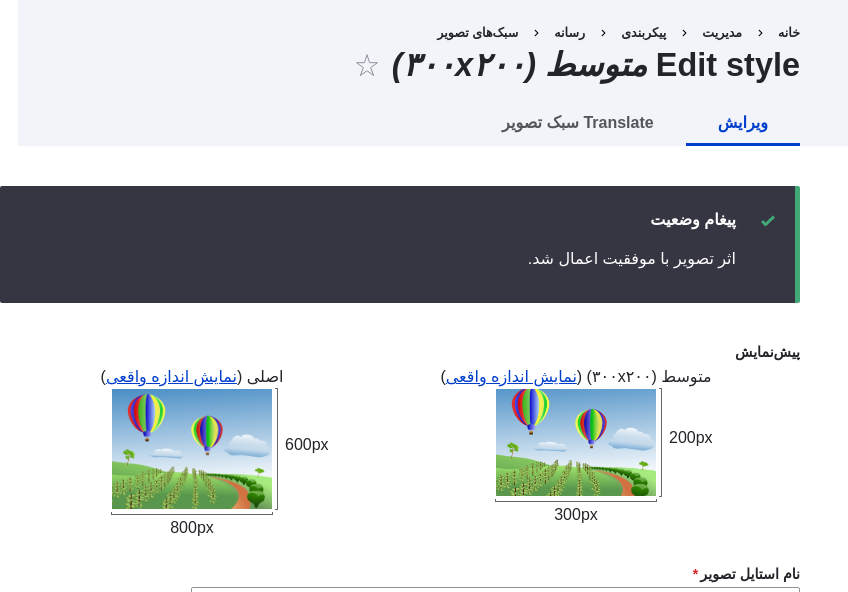 خانه › مدیریت › پیکربندی › رسانه › سبک‌های تصویر
Edit style متوسط (۳۰۰x۲۰۰) ☆
ویرایش
Translate سبک تصویر
پیغام وضعیت
اثر تصویر با موفقیت اعمال شد.
پیش‌نمایش
متوسط (۳۰۰x۲۰۰) (نمایش اندازه واقعی)
200px
300px
اصلی (نمایش اندازه واقعی)
600px
800px
نام استایل تصویر *